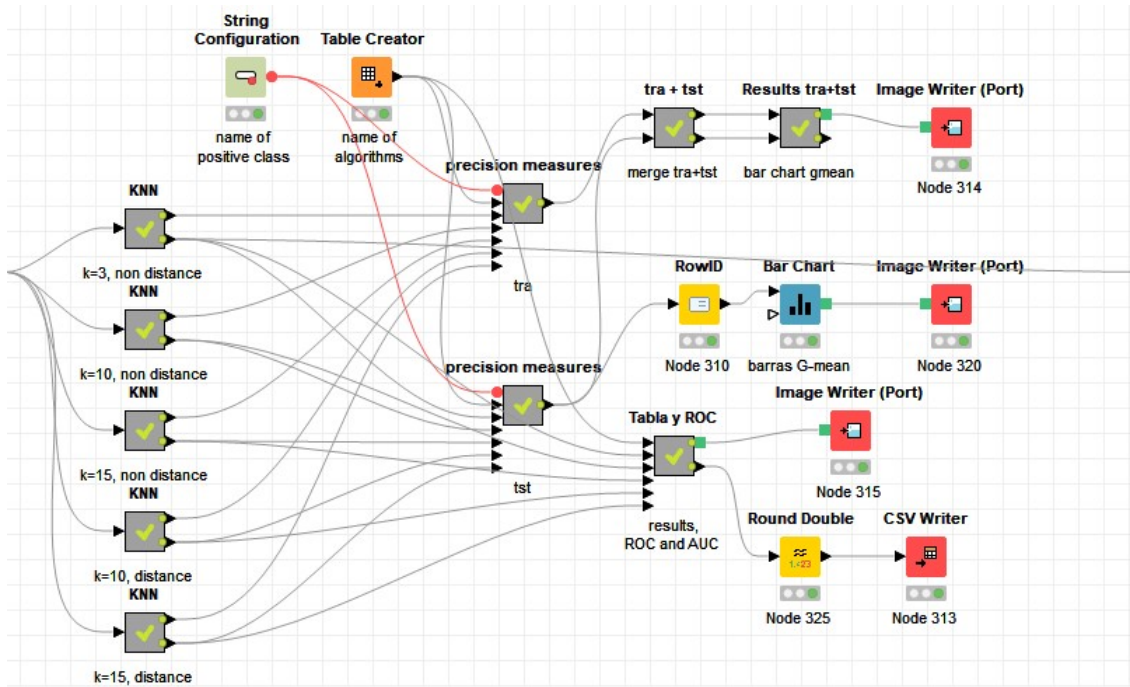 String
Configuration
name of
positive class
Table Creator
name of
algorithms
KNN
k=3, non distance
KNN
k=10, non distance
KNN
k=15, non distance
KNN
k=10, distance
KNN
k=15, distance
precision measures
tra
precision measures
tst
tra + tst
merge tra+tst
Results tra+tst
bar chart gmean
Image Writer (Port)
Node 314
RowID
Node 310
Bar Chart
barras G-mean
Image Writer (Port)
Node 320
Tabla y ROC
results,
ROC and AUC
Image Writer (Port)
Node 315
Round Double
Node 325
CSV Writer
Node 313